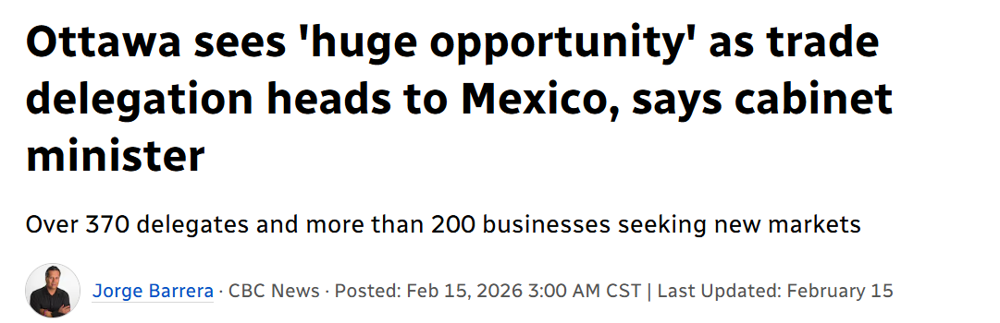 Ottawa sees 'huge opportunity' as trade
delegation heads to Mexico, says cabinet
minister
Over 370 delegates and more than 200 businesses seeking new markets
Jorge Barrera · CBC News · Posted: Feb 15, 2026 3:00 AM CST | Last Updated: February 15